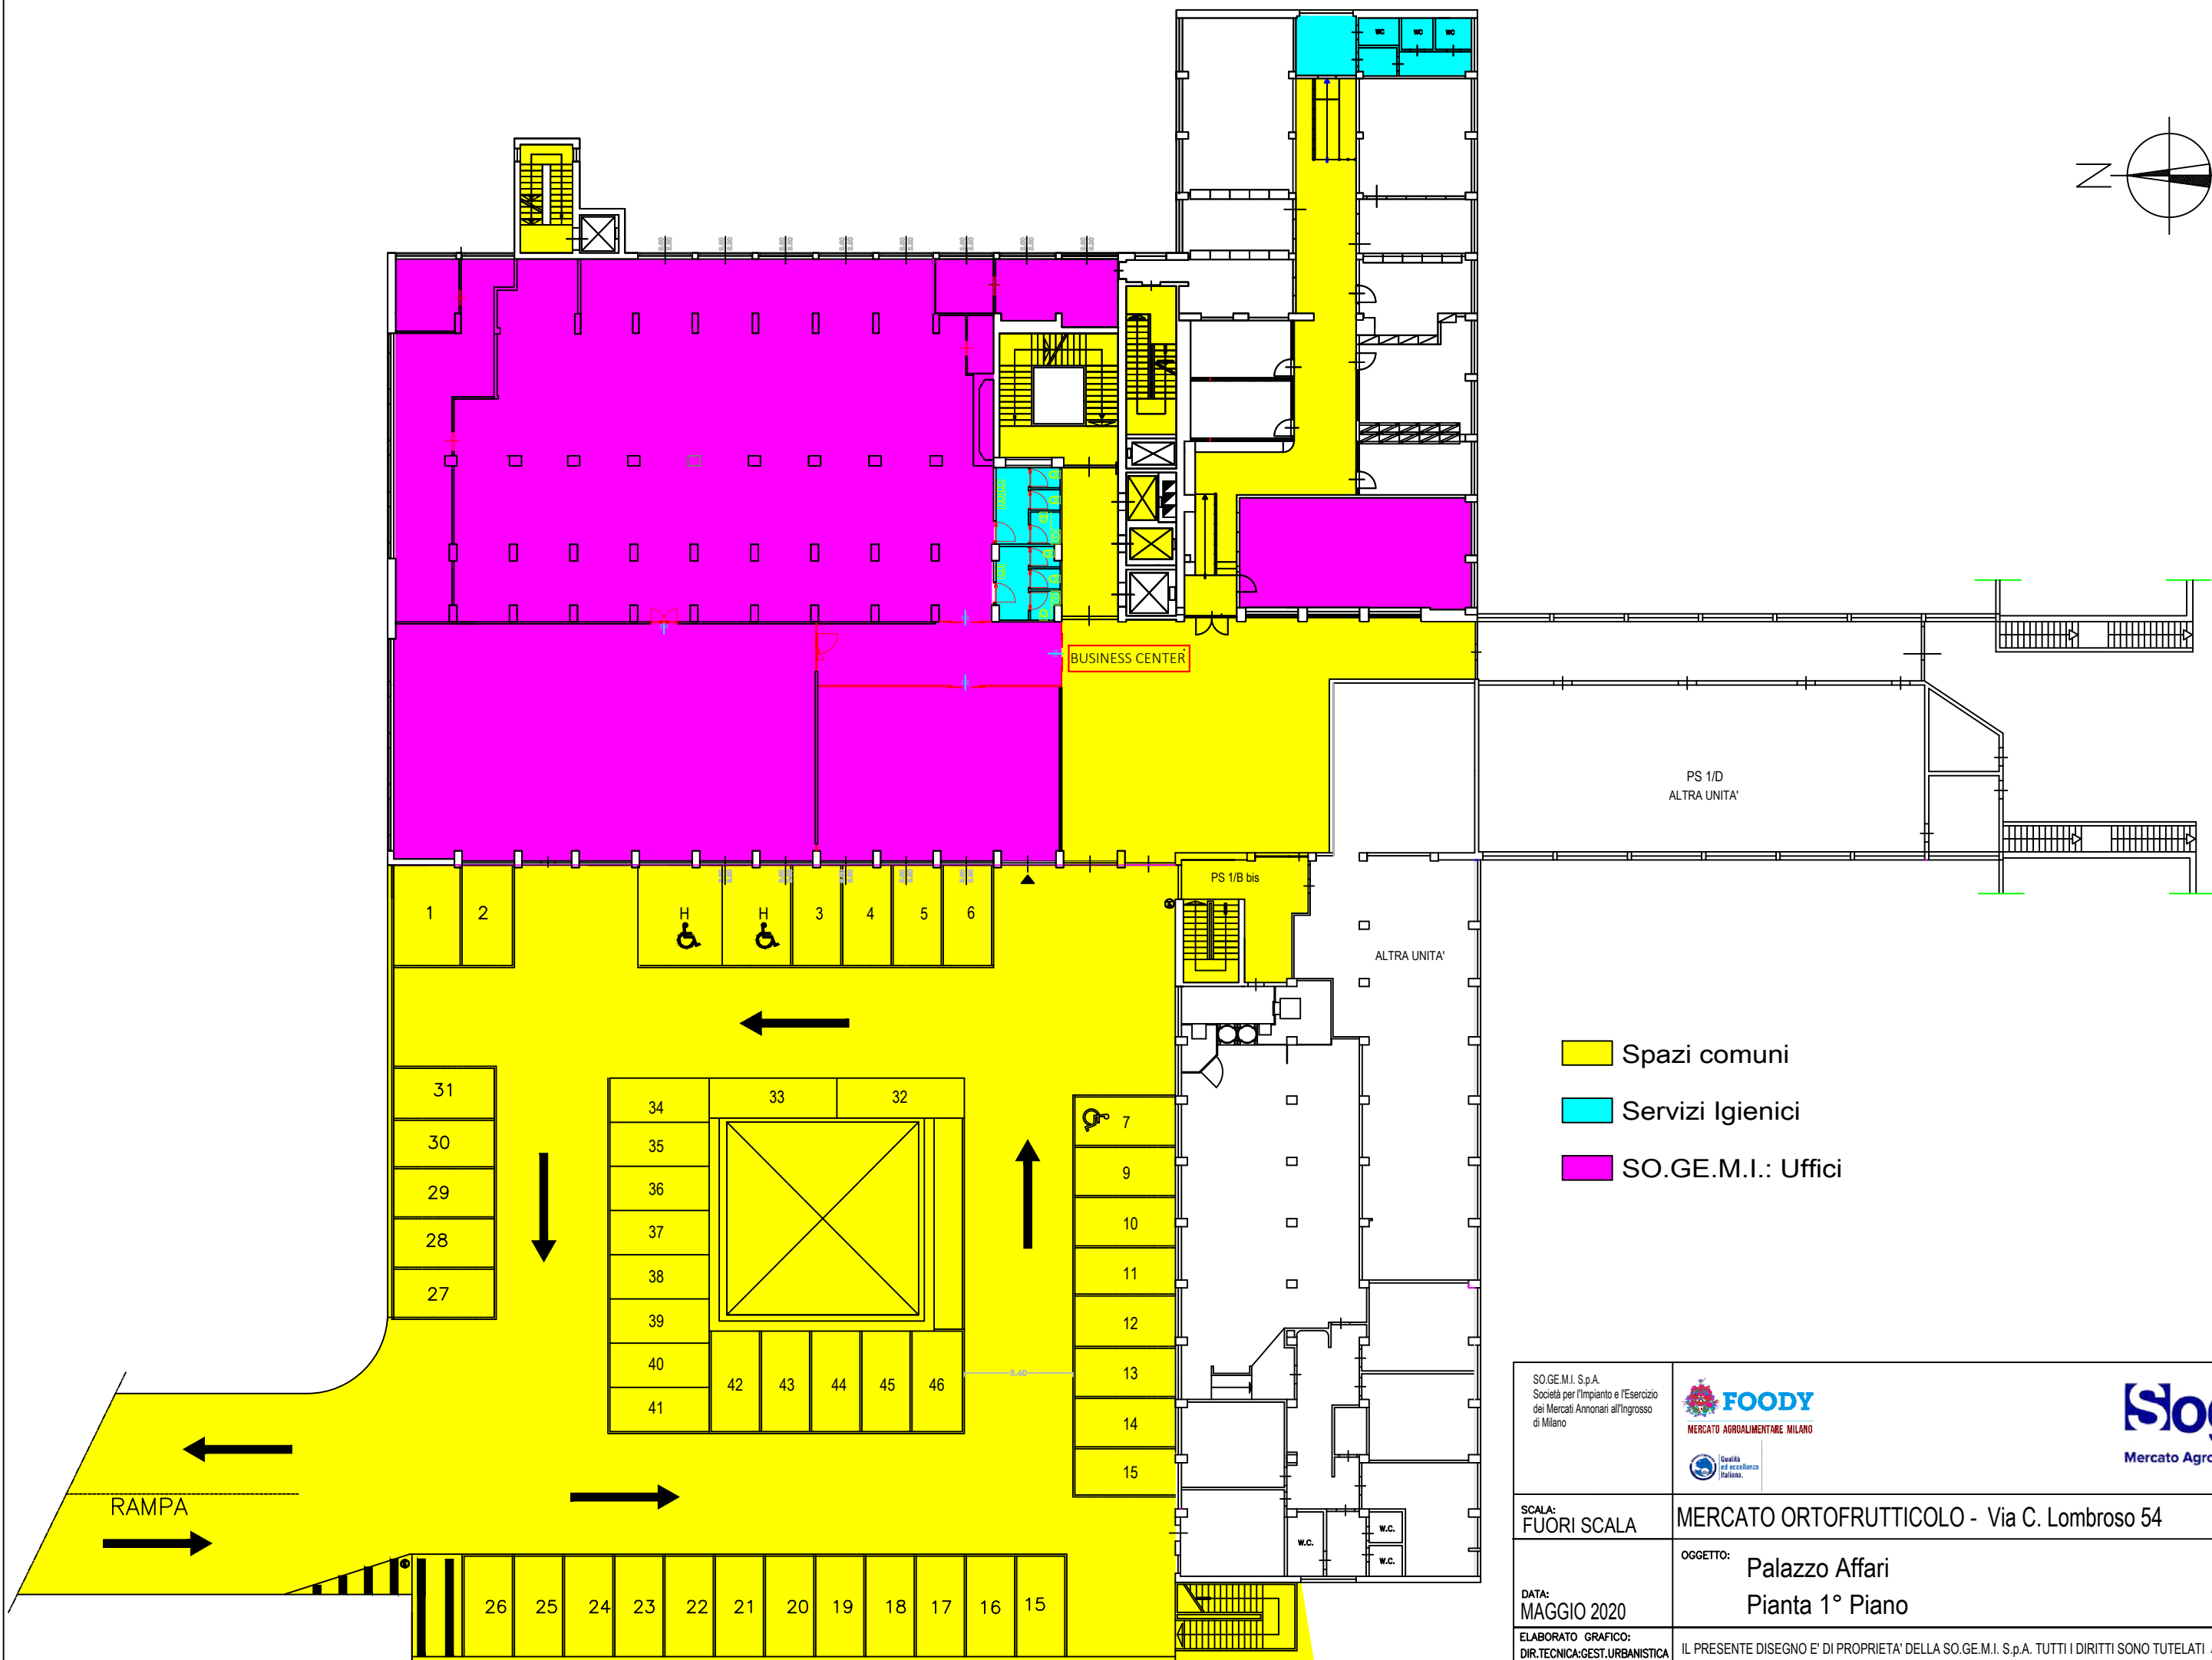 WC
WC
WC
N
BUSINESS CENTER
PS 1/D
ALTRA UNITA'
PS 1/B bis
1
2
H
H
3
4
5
6
ALTRA UNITA'
Spazi comuni
Servizi Igienici
SO.GE.M.I.: Uffici
31
30
29
28
27
34
35
36
37
38
39
40
41
33
32
42
43
44
45
46
7
9
10
11
12
13
14
15
RAMPA
26
25
24
23
22
21
20
19
18
17
16
15
W.C.
W.C.
W.C.
SO.GE.M.I. S.p.A.
Società per l'Impianto e l'Esercizio
dei Mercati Annonari all'Ingrosso
di Milano
FOODY
MERCATO AGROALIMENTARE MILANO
Qualità
ed eccellenza
italiana.
Mercato Agro
SCALA:
FUORI SCALA
MERCATO ORTOFRUTTICOLO - Via C. Lombroso 54
OGGETTO:
Palazzo Affari
Pianta 1° Piano
DATA:
MAGGIO 2020
ELABORATO GRAFICO:
DIR.TECNICA:GEST.URBANISTICA
IL PRESENTE DISEGNO E' DI PROPRIETA' DELLA SO.GE.M.I. S.p.A. TUTTI I DIRITTI SONO TUTELATI